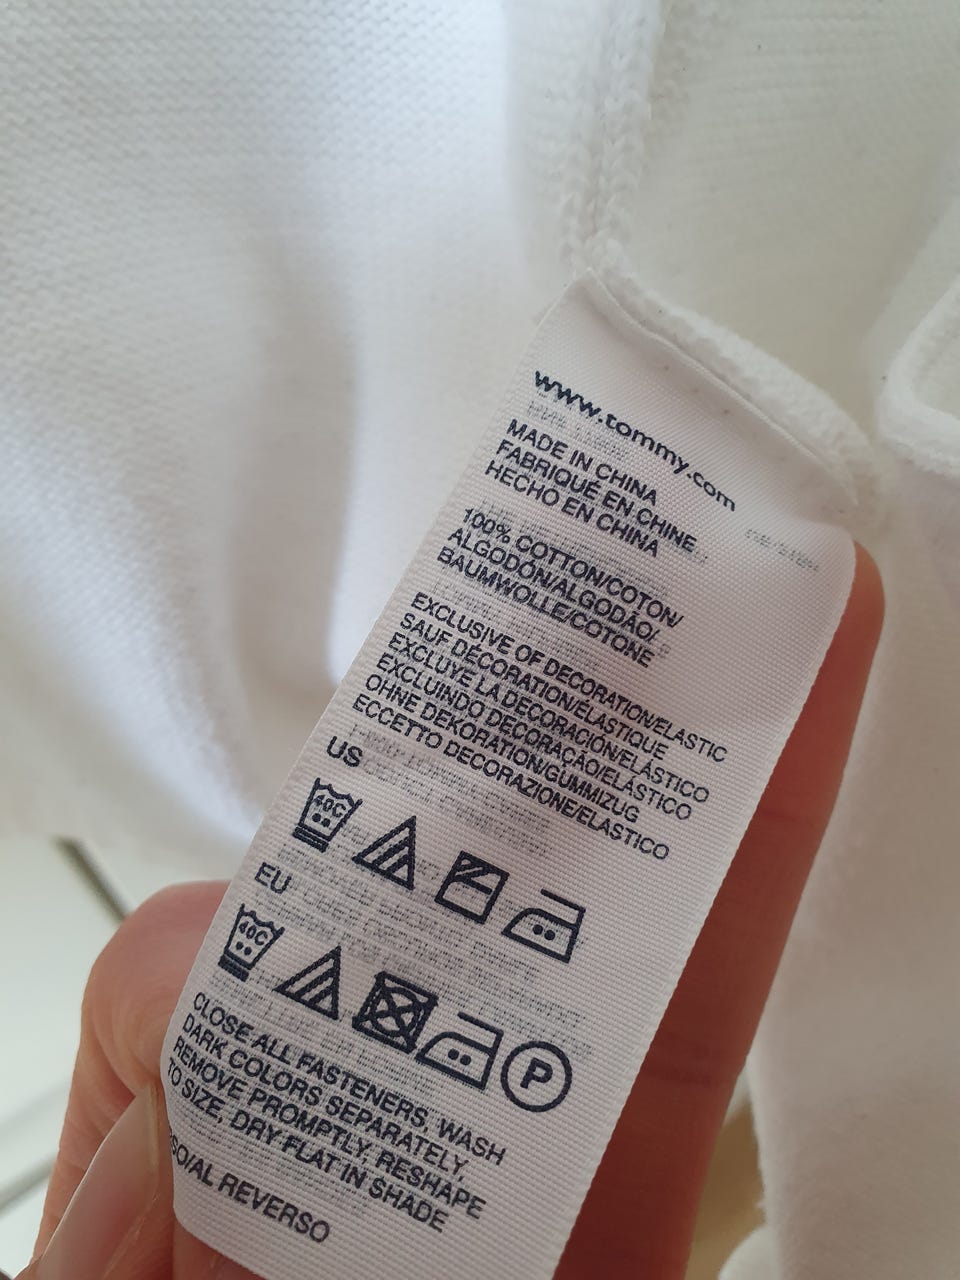 www.tommy.com
MADE IN CHINA
FABRIQUÉ EN CHINE
HECHO EN CHINA
100% COTTON/COTON/
ALGODÓN/ALGODÃO/
BAUMWOLLE/COTONE
EXCLUSIVE OF DECORATION/ELASTIC
SAUF DÉCORATION/ÉLASTIQUE
EXCLUYE LA DECORACIÓN/ELÁSTICO
EXCLUINDO DECORAÇÃO/ELÁSTICO
OHNE DEKORATION/GUMMIZUG
ECCETTO DECORAZIONE/ELASTICO
US
40C
EU
40C
P
CLOSE ALL FASTENERS, WASH
DARK COLORS SEPARATELY,
REMOVE PROMPTLY, RESHAPE
TO SIZE, DRY FLAT IN SHADE
SO/AL REVERSO